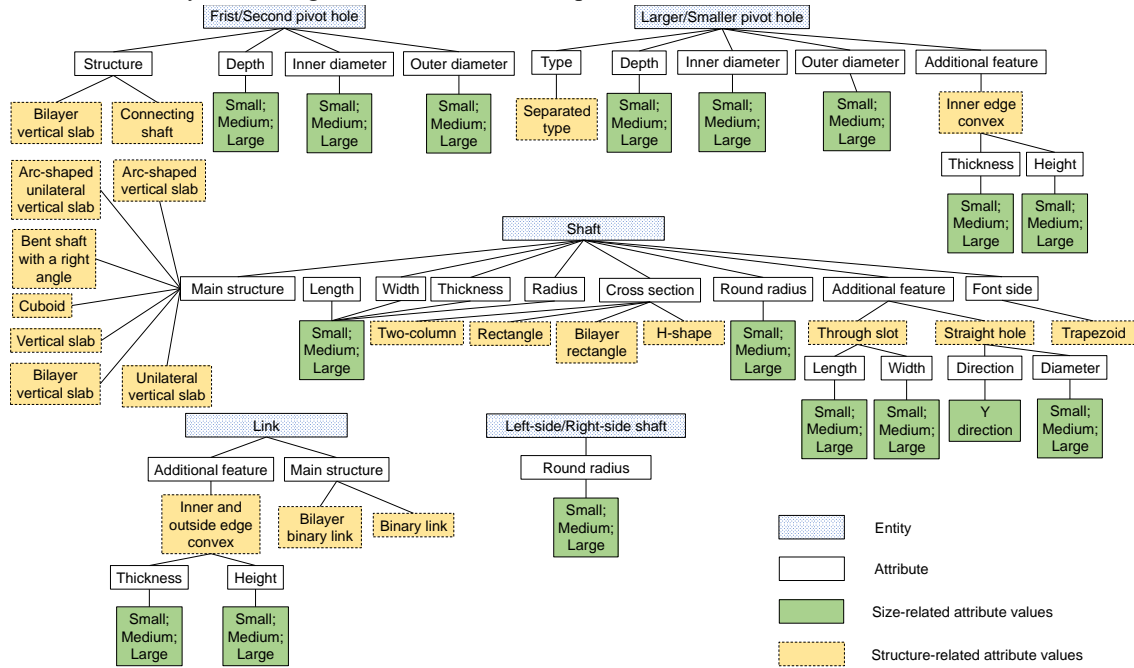 Frist/Second pivot hole
Larger/Smaller pivot hole
Structure
Depth
Inner diameter
Outer diameter
Type
Depth
Inner diameter
Outer diameter
Additional feature
Bilayer
vertical slab
Connecting
shaft
Small;
Medium;
Large
Small;
Medium;
Large
Small;
Medium;
Large
Separated
type
Small;
Medium;
Large
Small;
Medium;
Large
Small;
Medium;
Large
Inner edge
convex
Thickness
Height
Small;
Medium;
Large
Small;
Medium;
Large
Arc-shaped
unilateral
vertical slab
Arc-shaped
vertical slab
Bent shaft
with a right
angle
Cuboid
Vertical slab
Bilayer
vertical slab
Unilateral
vertical slab
Shaft
Main structure
Length
Width
Thickness
Radius
Cross section
Round radius
Additional feature
Font side
Small;
Medium;
Large
Two-column
Rectangle
Bilayer
rectangle
H-shape
Small;
Medium;
Large
Through slot
Straight hole
Trapezoid
Length
Width
Direction
Diameter
Small;
Medium;
Large
Small;
Medium;
Large
Y
direction
Small;
Medium;
Large
Link
Additional feature
Main structure
Inner and
outside edge
convex
Bilayer
binary link
Binary link
Thickness
Height
Small;
Medium;
Large
Small;
Medium;
Large
Left-side/Right-side shaft
Round radius
Small;
Medium;
Large
Entity
Attribute
Size-related attribute values
Structure-related attribute values